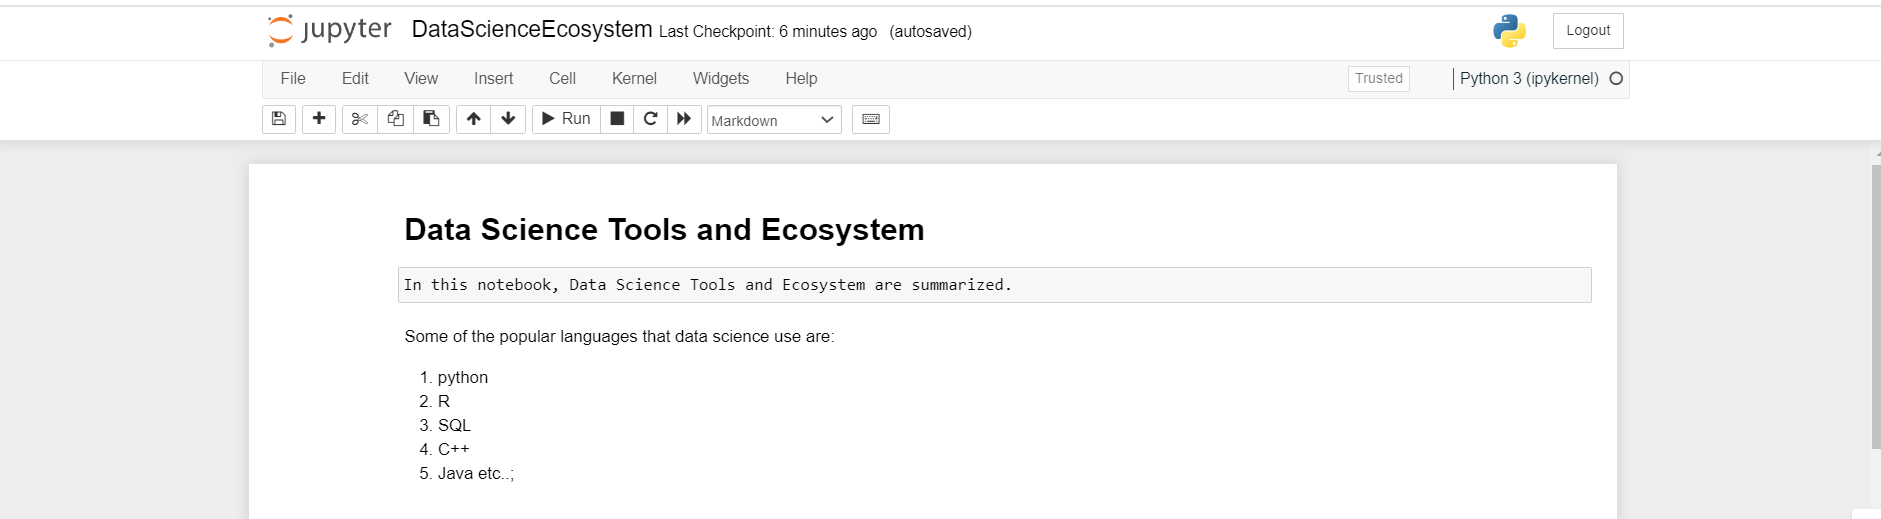 jupyter DataScienceEcosystem Last Checkpoint: 6 minutes ago (autosaved) Logout
File Edit View Insert Cell Kernel Widgets Help Trusted Python 3 (ipykernel)
Run Markdown
Data Science Tools and Ecosystem
In this notebook, Data Science Tools and Ecosystem are summarized.
Some of the popular languages that data science use are:
1. python
2. R
3. SQL
4. C++
5. Java etc..;